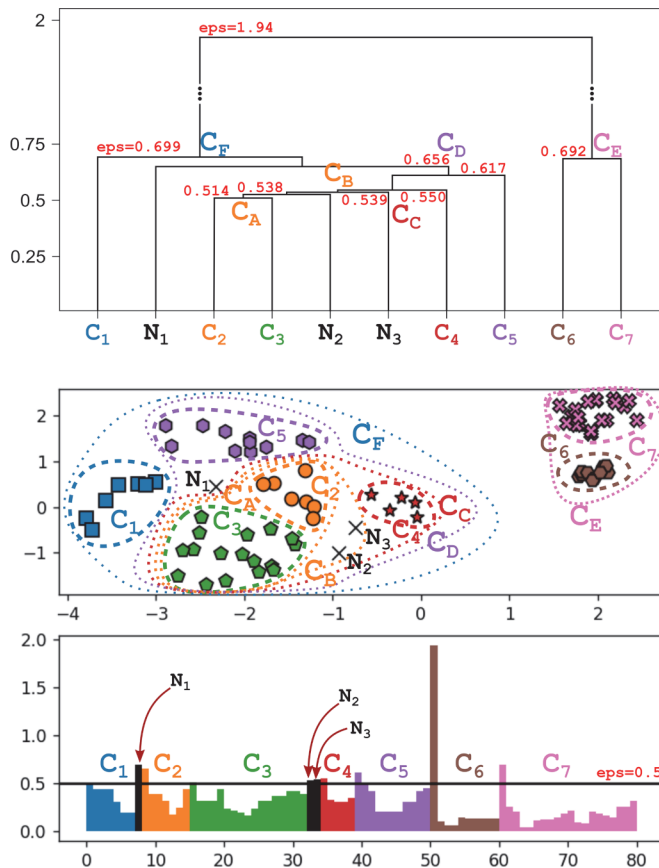 2
eps=1.94
0.75
eps=0.699
C_F
C_D
0.692
C_E
0.656
C_B
0.617
0.5
0.514
0.538
0.539
0.550
C_A
C_C
0.25
C_1 N_1 C_2 C_3 N_2 N_3 C_4 C_5 C_6 C_7
2
C_5
C_F
C_6
C_7
1
N_1
C_A
C_2
0
C_1
C_3
C_4
C_C
C_E
N_3
C_D
-1
C_B
N_2
−4 −3 −2 −1 0 1 2
2.0
N_1
1.5
N_2
N_3
1.0
C_1 C_2 C_3 C_4 C_5 C_6 C_7
0.5
eps=0.5
0.0
0 10 20 30 40 50 60 70 80